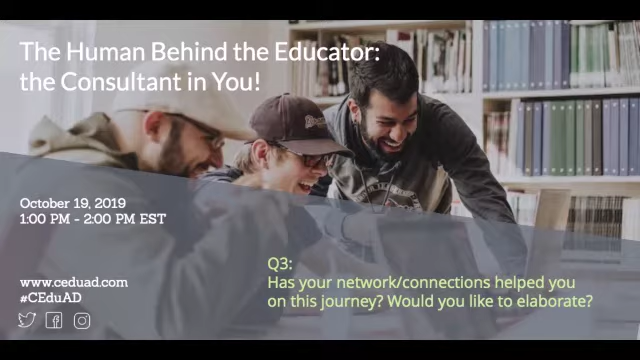 The Human Behind the Educator:
the Consultant in You!
October 19, 2019
1:00 PM - 2:00 PM EST
Q3:
Has your network/connections helped you
on this journey? Would you like to elaborate?
www.ceduad.com
#CEduAD